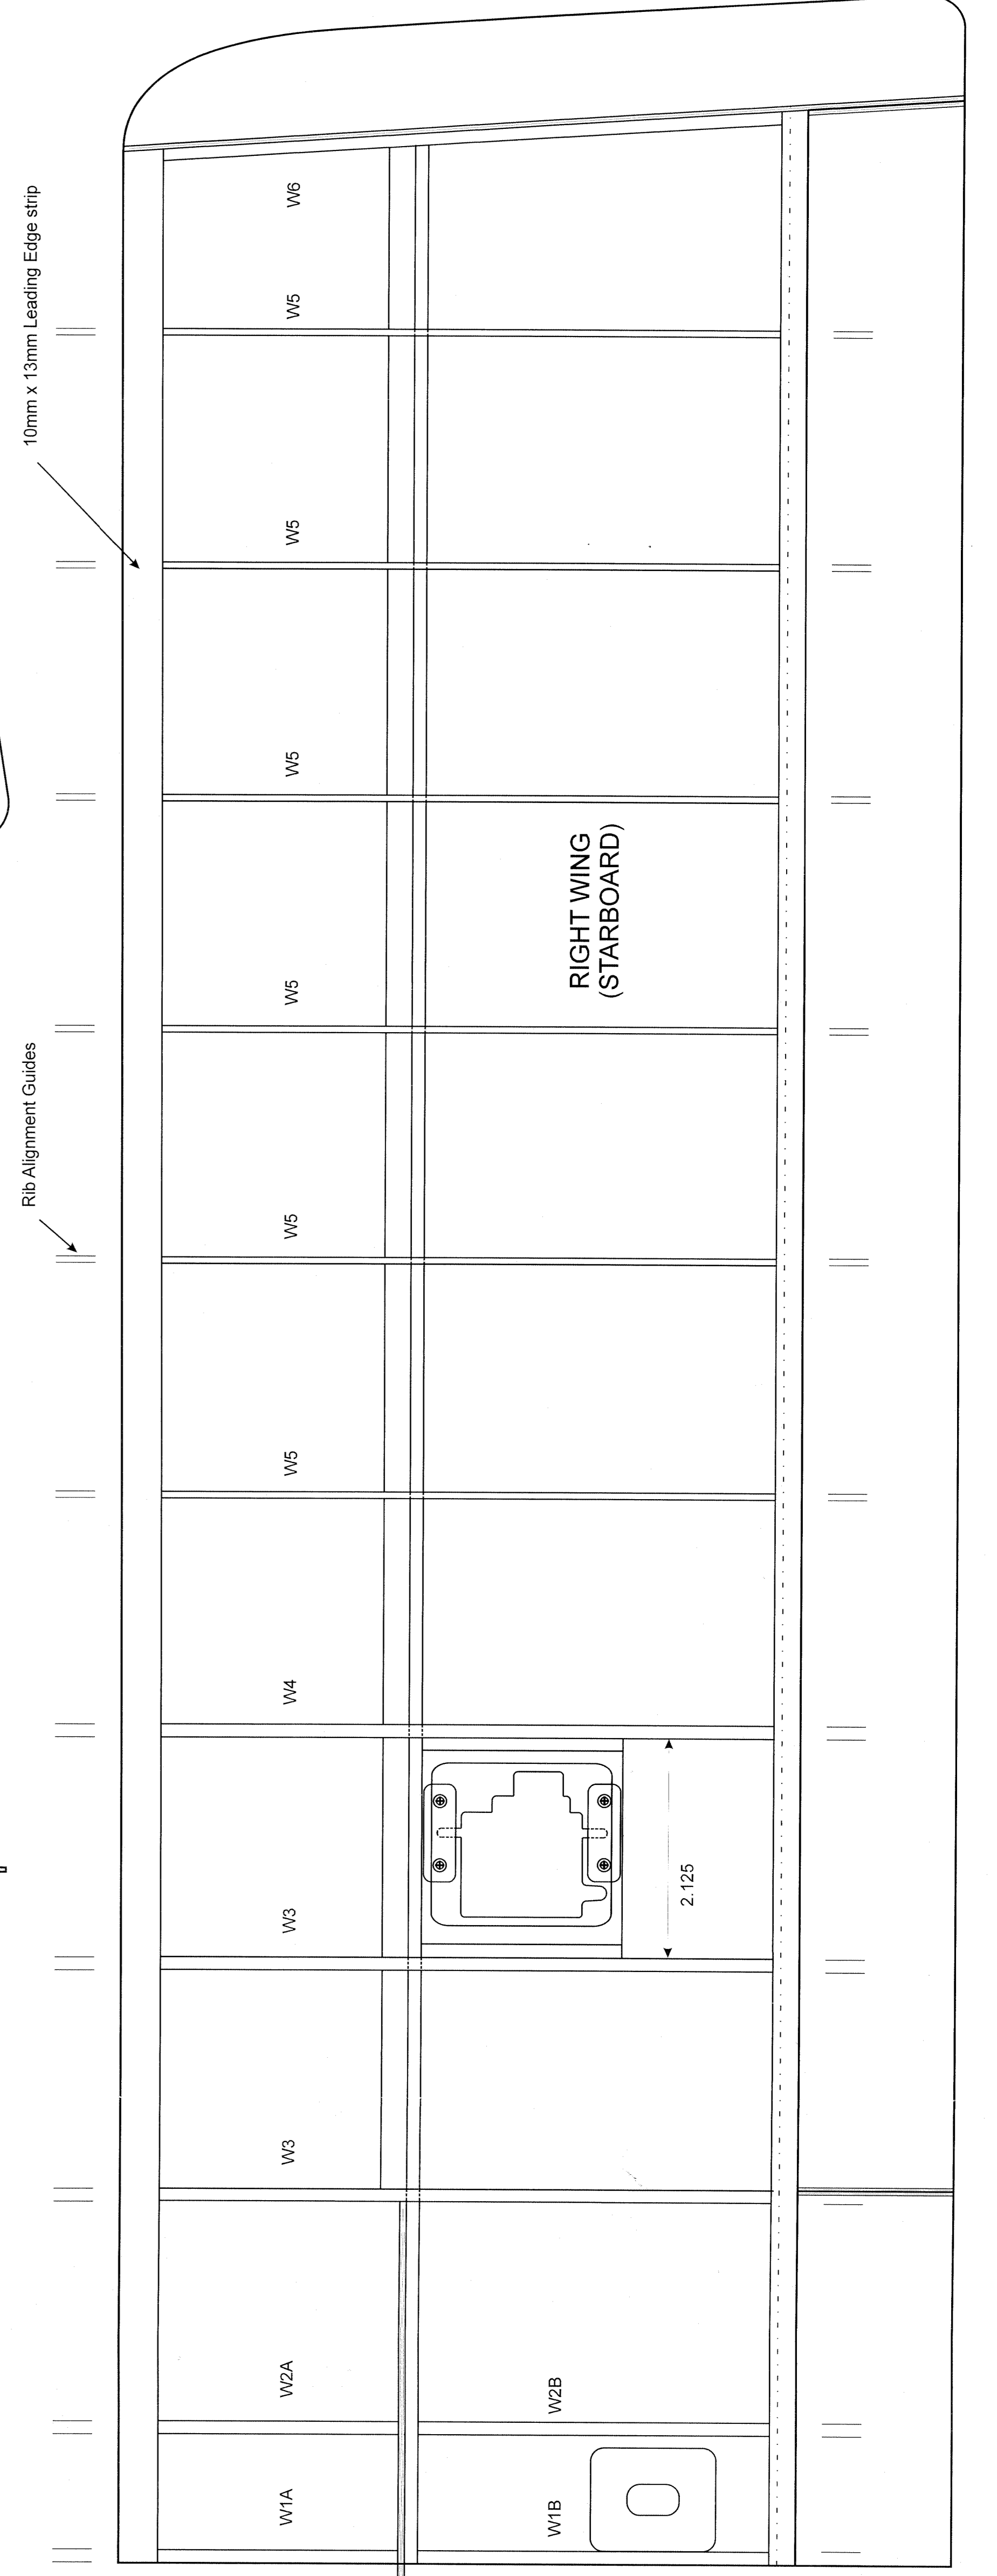 10mm x 13mm Leading Edge strip
Rib Alignment Guides
W6
W5
W5
W5
W5
W5
W5
W4
W3
W3
W2A
W1A
RIGHT WING
(STARBOARD)
2.125
W2B
W1B